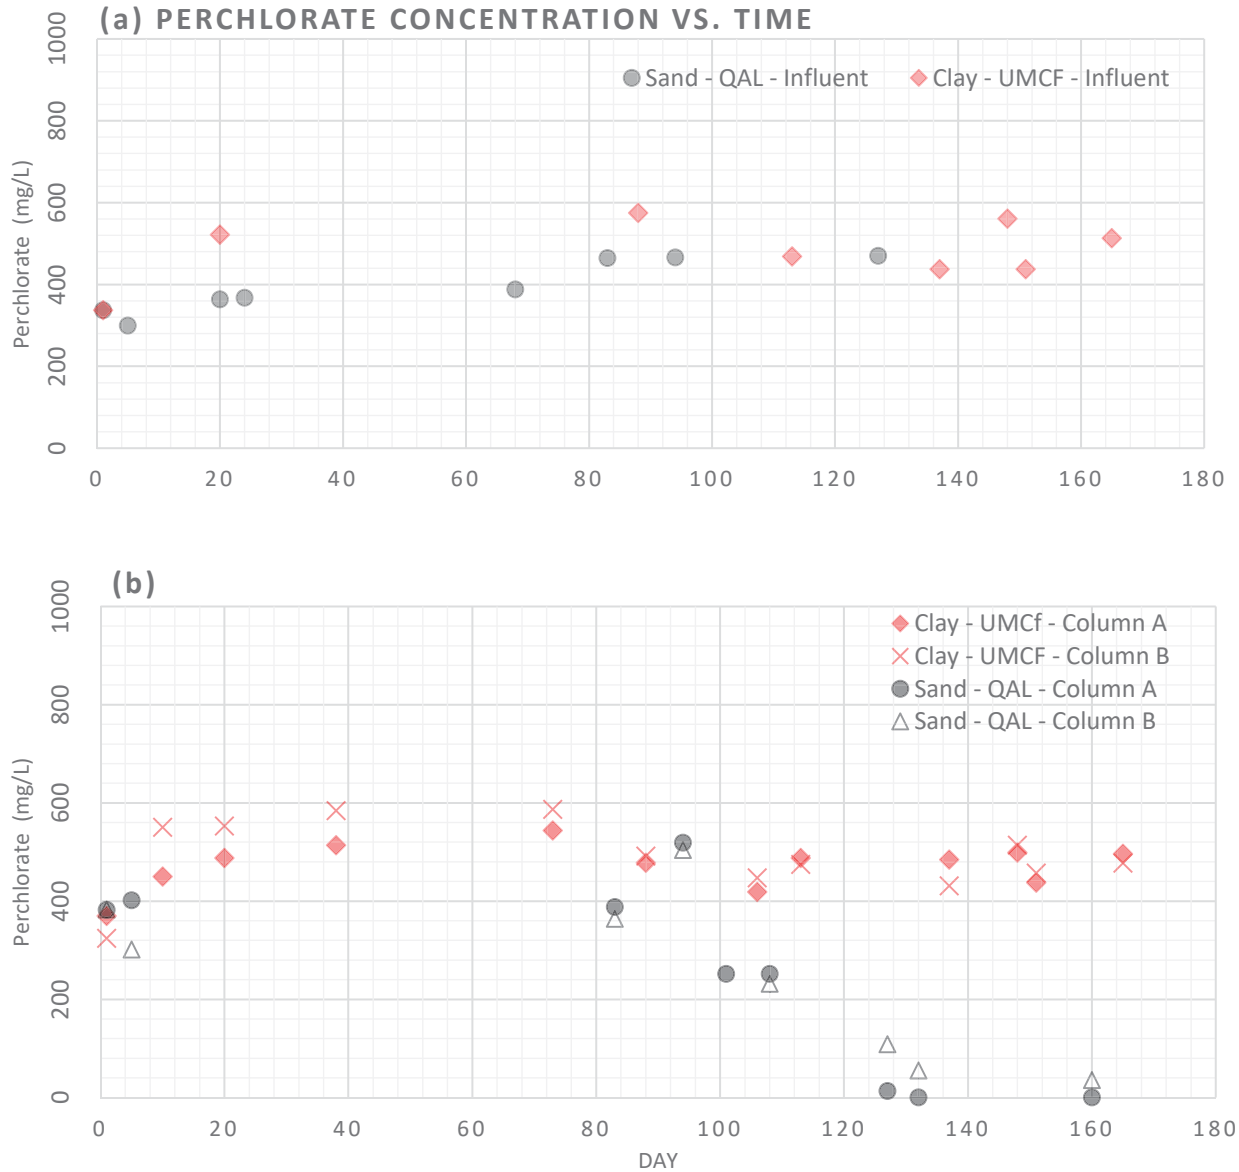 (a) PERCHLORATE CONCENTRATION VS. TIME
1000
800
600
400
200
0
Perchlorate (mg/L)
Sand - QAL - Influent
Clay - UMCF - Influent
0 20 40 60 80 100 120 140 160 180
(b)
1000
800
600
400
200
0
Perchlorate (mg/L)
Clay - UMCf - Column A
Clay - UMCF - Column B
Sand - QAL - Column A
Sand - QAL - Column B
0 20 40 60 80 100 120 140 160 180
DAY